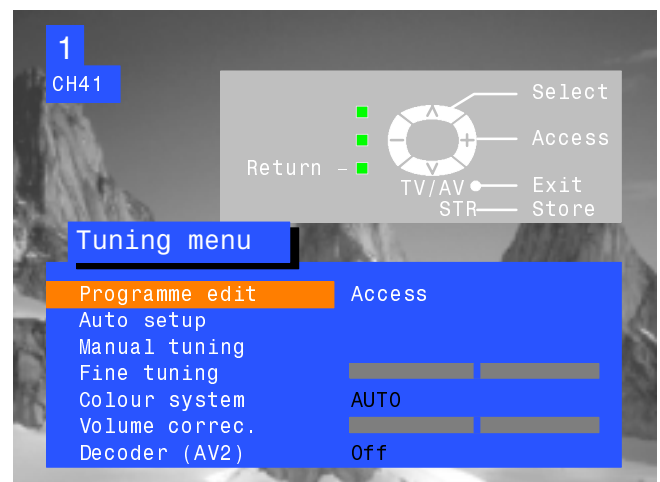 1
CH41
Select
Access
Return –
TV/AV Exit
STR Store
Tuning menu
Programme edit Access
Auto setup
Manual tuning
Fine tuning
Colour system AUTO
Volume correc.
Decoder (AV2) Off